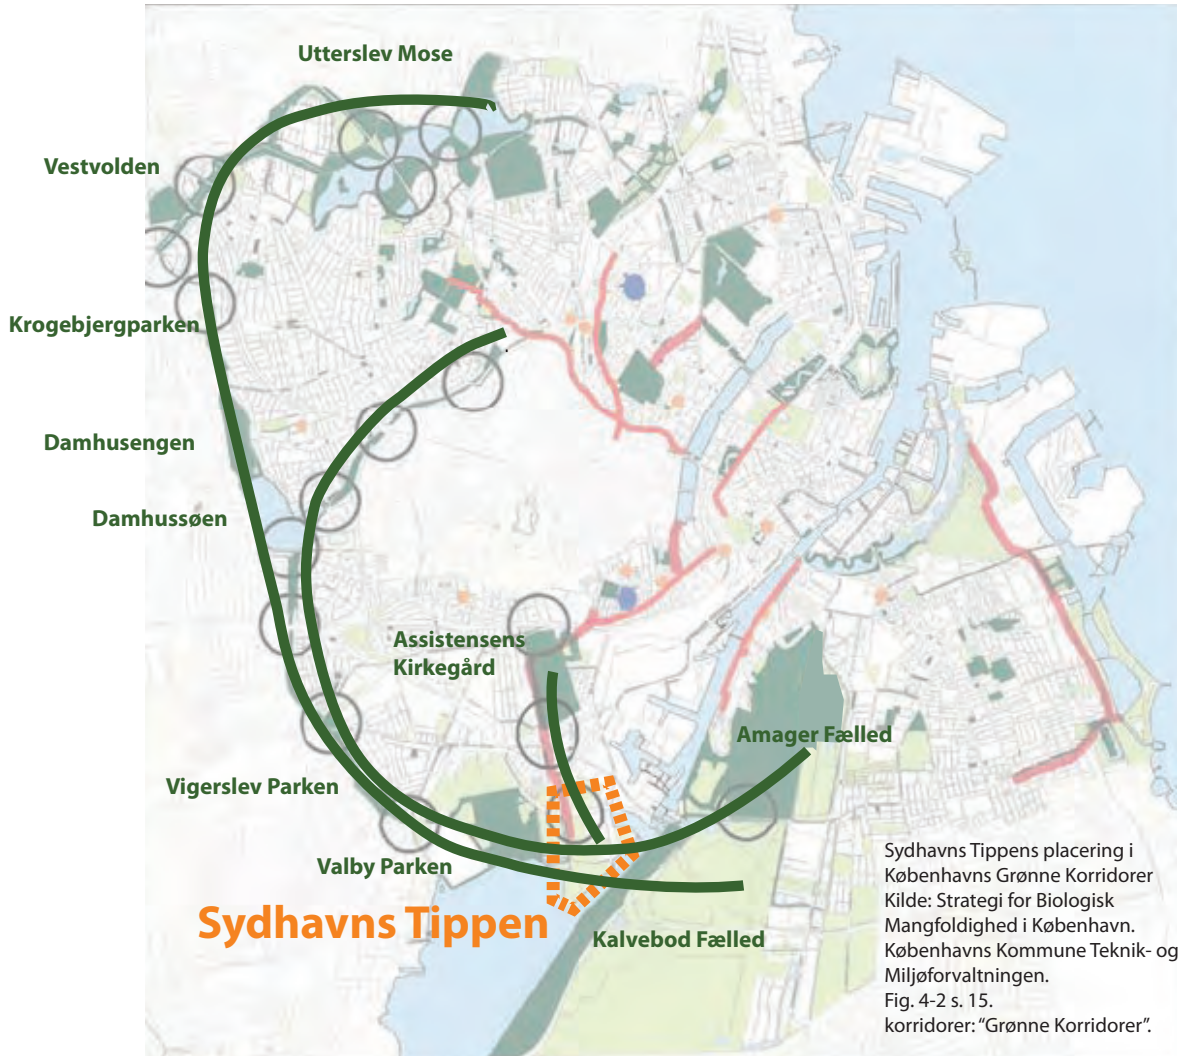 Utterslev Mose
Vestvolden
Krogebjergparken
Damhusengen
Damhussøen
Assistensens
Kirkegård
Amager Fælled
Vigerslev Parken
Valby Parken
Sydhavns Tippen
Kalvebod Fælled
Sydhavns Tippens placering i
Københavns Grønne Korridorer
Kilde: Strategi for Biologisk
Mangfoldighed i København.
Københavns Kommune Teknik- og
Miljøforvaltningen.
Fig. 4-2 s. 15.
korridorer: “Grønne Korridorer”.